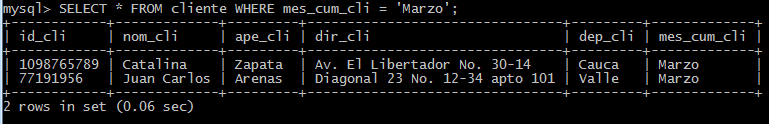 mysql> SELECT * FROM cliente WHERE mes_cum_cli = 'Marzo';
+------------+-------------+---------+------------------------------+---------+-------------+
| id_cli     | nom_cli     | ape_cli | dir_cli                      | dep_cli | mes_cum_cli |
+------------+-------------+---------+------------------------------+---------+-------------+
| 1098765789 | Catalina    | Zapata  | Av. El Libertador No. 30-14  | Cauca   | Marzo       |
| 77191956   | Juan Carlos | Arenas  | Diagonal 23 No. 12-34 apto 101 | Valle   | Marzo       |
+------------+-------------+---------+------------------------------+---------+-------------+
2 rows in set (0.06 sec)